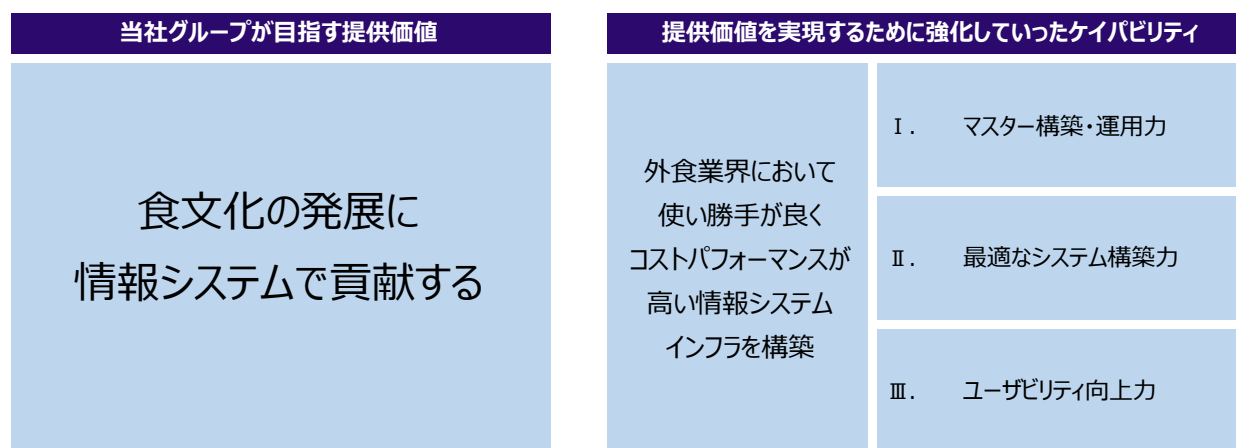 当社グループが目指す提供価値
食文化の発展に
情報システムで貢献する
提供価値を実現するために強化していったケイパビリティ
外食業界において
使い勝手が良く
コストパフォーマンスが
高い情報システム
インフラを構築
Ⅰ. マスター構築・運用力
Ⅱ. 最適なシステム構築力
Ⅲ. ユーザビリティ向上力